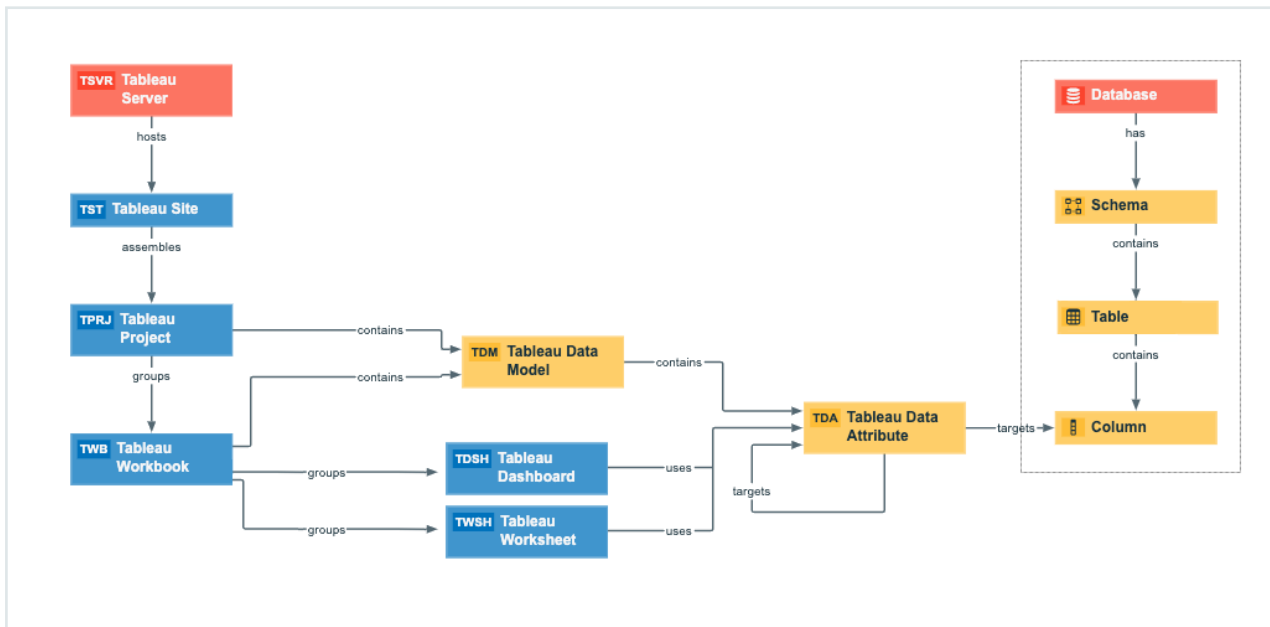 TSVR Tableau
Server
hosts
TST Tableau Site
assembles
TPRJ Tableau
Project
groups
TWB Tableau
Workbook
contains
contains
TDM Tableau Data
Model
groups
TDSH Tableau
Dashboard
groups
TWSH Tableau
Worksheet
contains
uses
uses
TDA Tableau Data
Attribute
targets
targets
Database
has
Schema
contains
Table
contains
Column